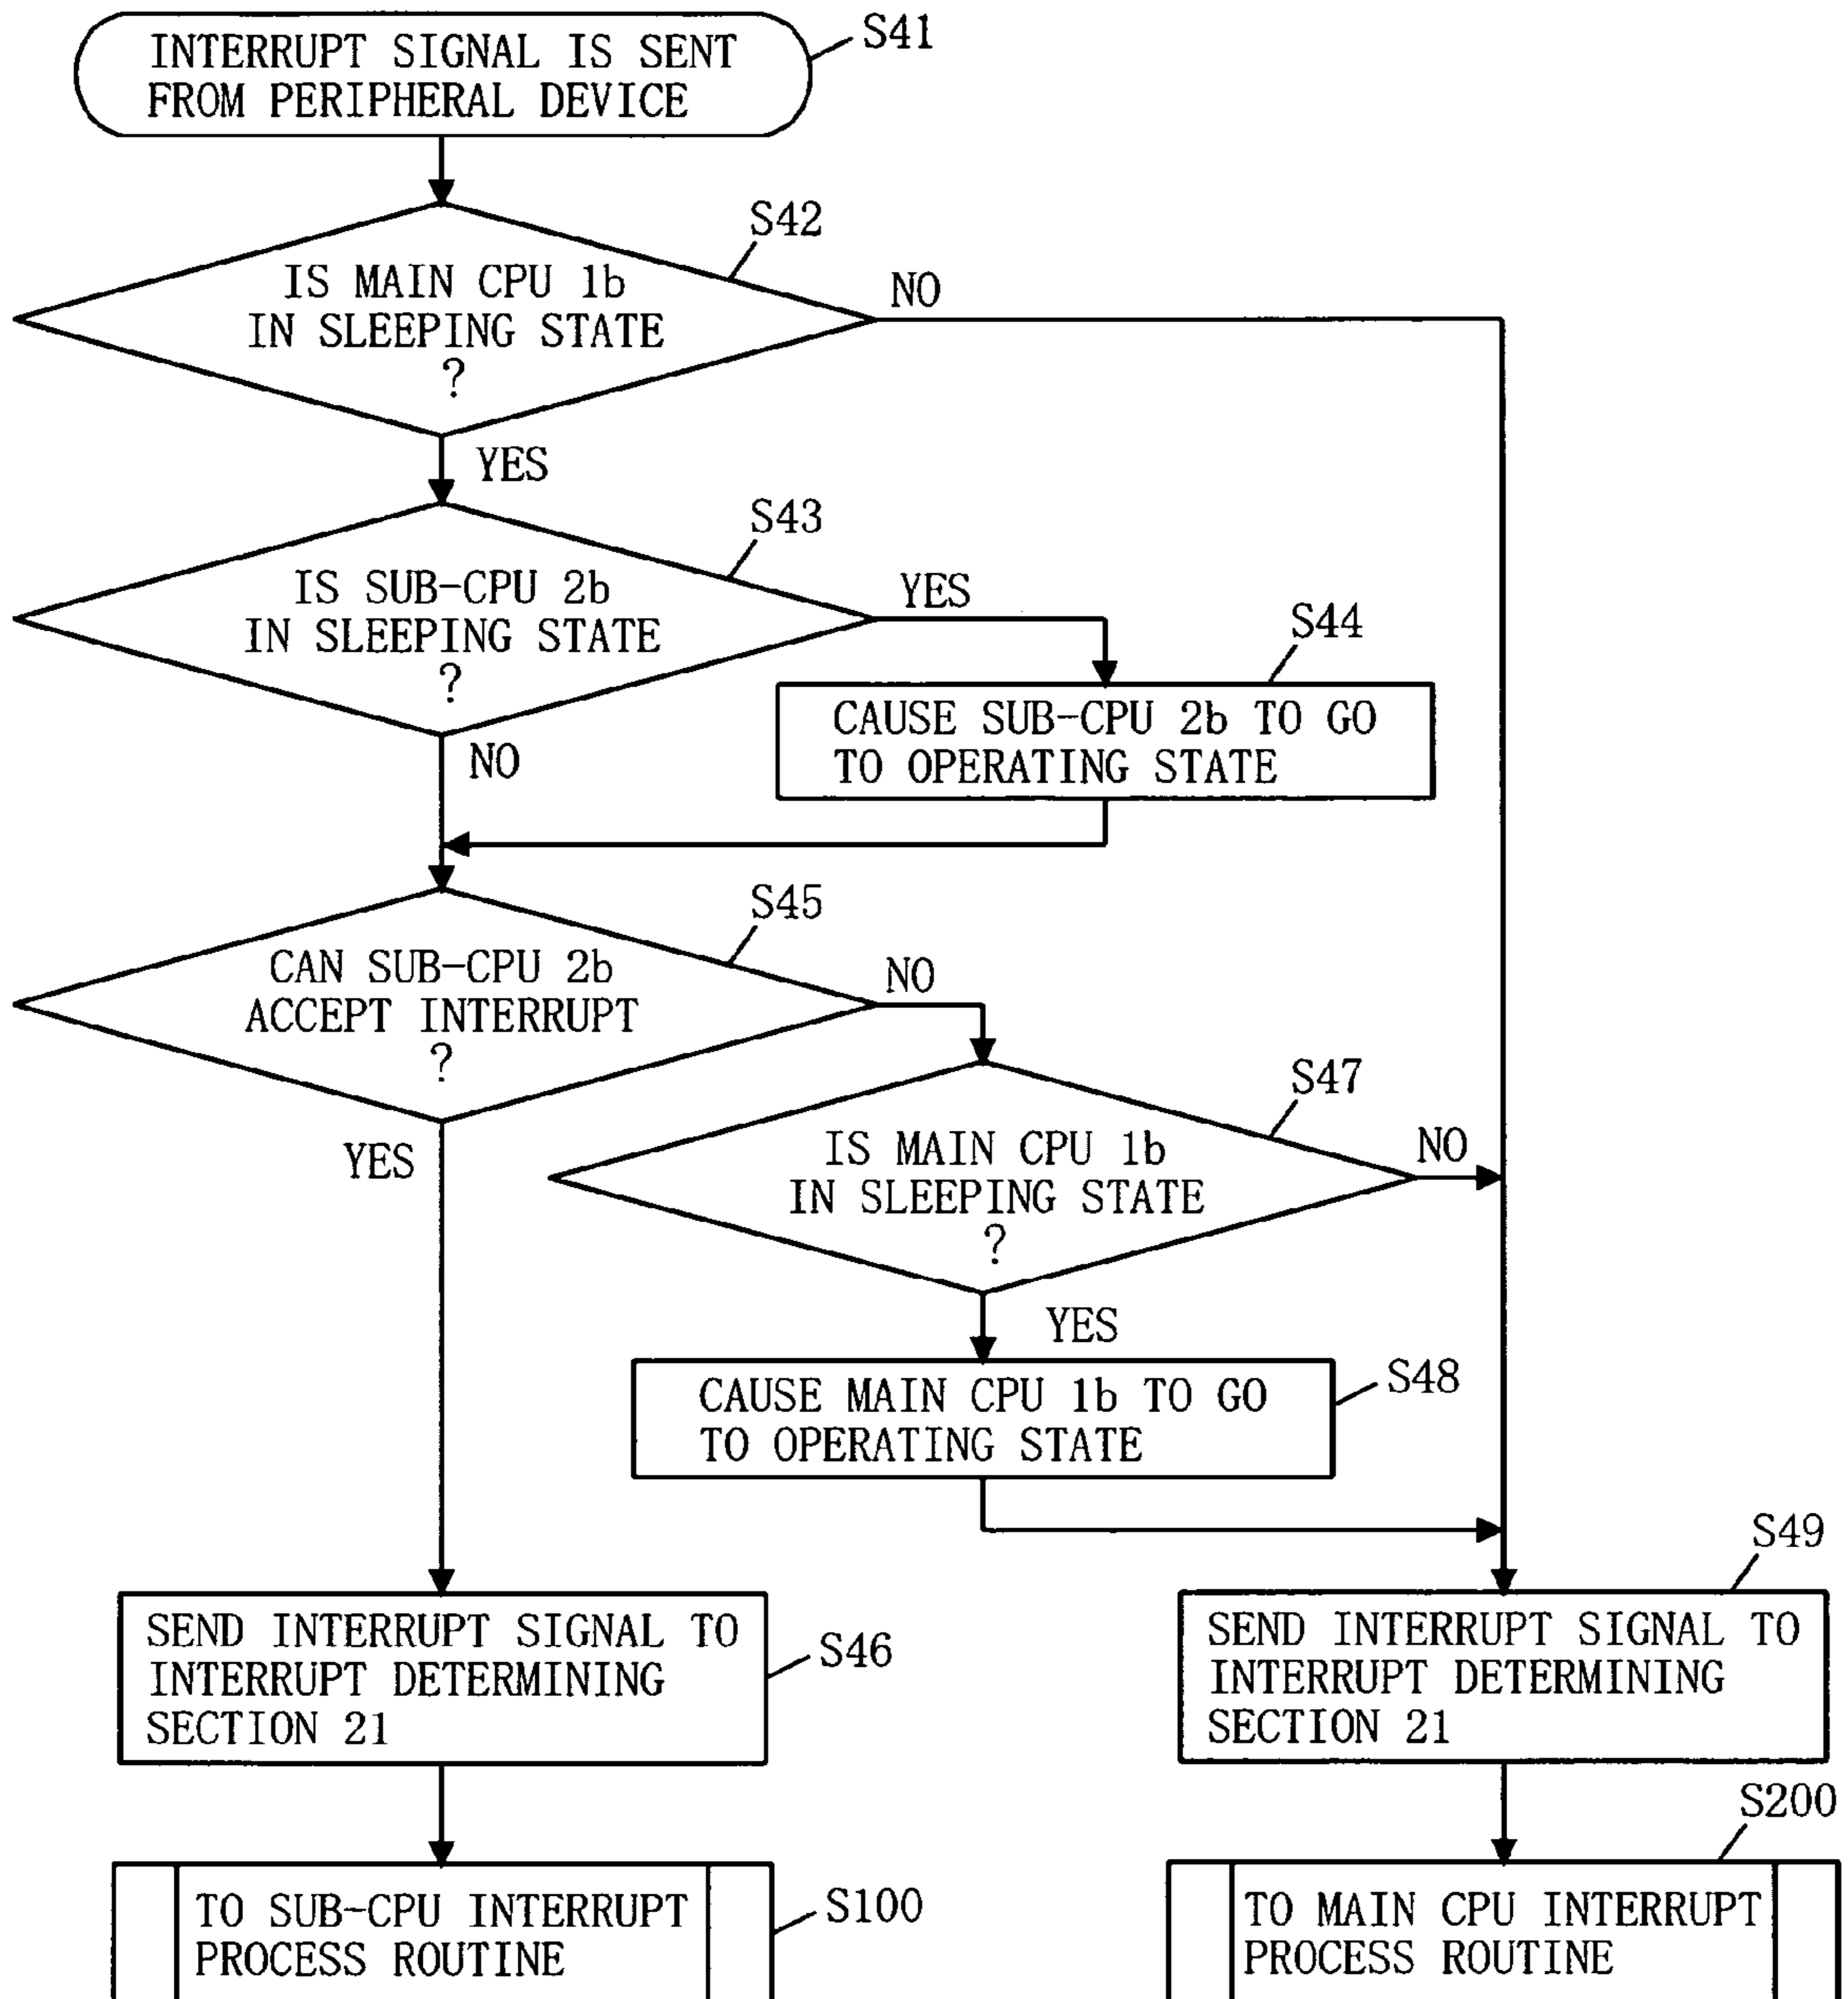 INTERRUPT SIGNAL IS SENT
FROM PERIPHERAL DEVICE
S41
S42
IS MAIN CPU 1b
IN SLEEPING STATE
?
NO
YES
S43
IS SUB-CPU 2b
IN SLEEPING STATE
?
YES
NO
S44
CAUSE SUB-CPU 2b TO GO
TO OPERATING STATE
S45
CAN SUB-CPU 2b
ACCEPT INTERRUPT
?
NO
YES
S47
IS MAIN CPU 1b
IN SLEEPING STATE
?
NO
YES
CAUSE MAIN CPU 1b TO GO
TO OPERATING STATE
S48
SEND INTERRUPT SIGNAL TO
INTERRUPT DETERMINING
SECTION 21
S46
S49
SEND INTERRUPT SIGNAL TO
INTERRUPT DETERMINING
SECTION 21
TO SUB-CPU INTERRUPT
PROCESS ROUTINE
S100
S200
TO MAIN CPU INTERRUPT
PROCESS ROUTINE